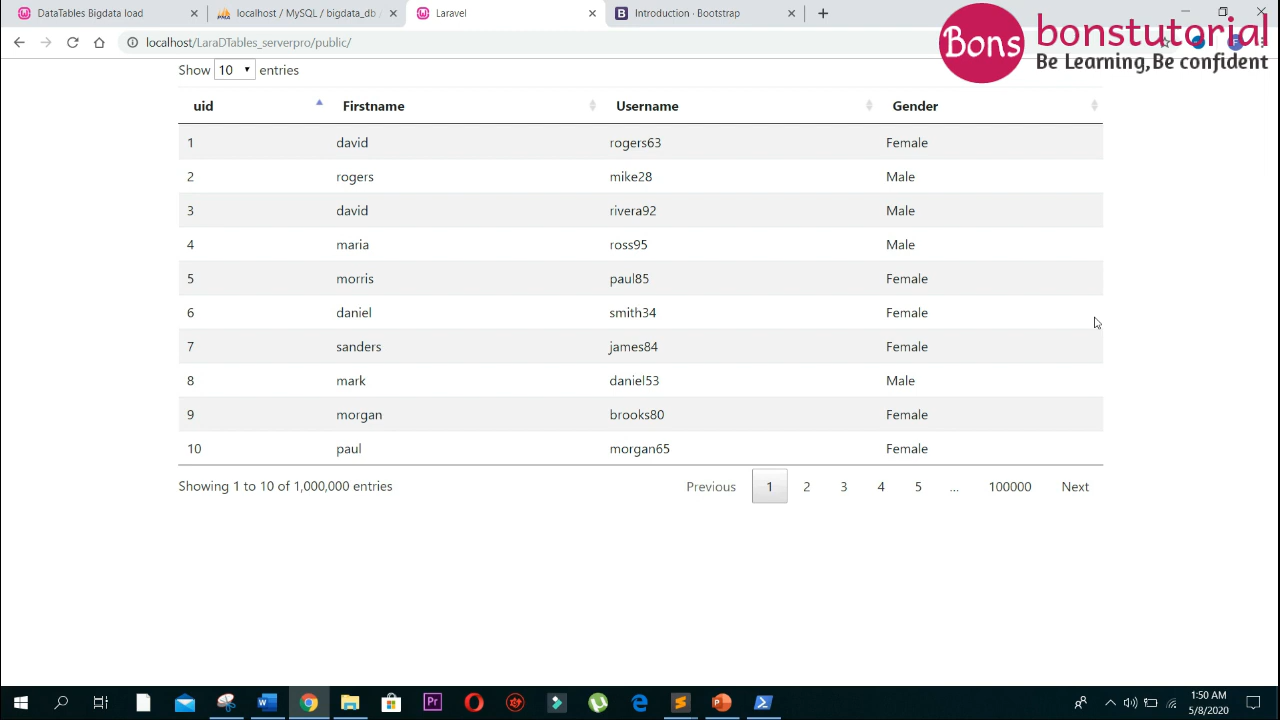 DataTables Bigdata load
localhost / MySQL / bigdata_db /
Laravel
Introduction · Bootstrap
localhost/LaraDTables_serverpro/public/
Bons
bonstutorial
Be Learning,Be confident
Show 10 entries
uid Firstname Username Gender
1 david rogers63 Female
2 rogers mike28 Male
3 david rivera92 Male
4 maria ross95 Male
5 morris paul85 Female
6 daniel smith34 Female
7 sanders james84 Female
8 mark daniel53 Male
9 morgan brooks80 Female
10 paul morgan65 Female
Showing 1 to 10 of 1,000,000 entries
Previous 1 2 3 4 5 ... 100000 Next
Pr
1:50 AM
5/8/2020